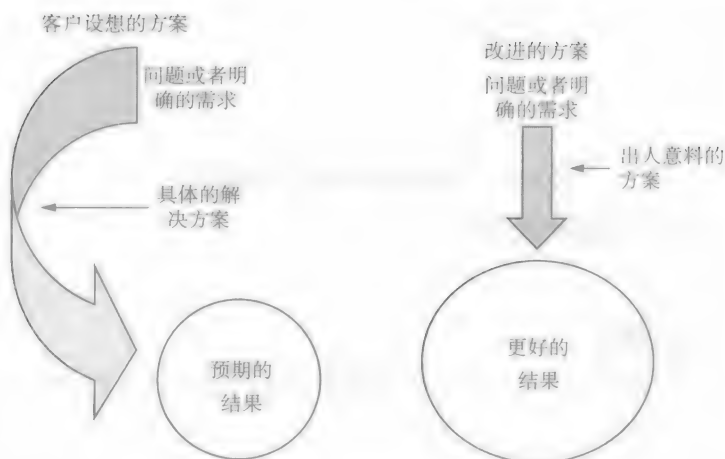 客户设想的方案
问题或者明
确的需求
具体的解
决方案
预期的
结果
改进的方案
问题或者明
确的需求
出人意料的
方案
更好的
结果